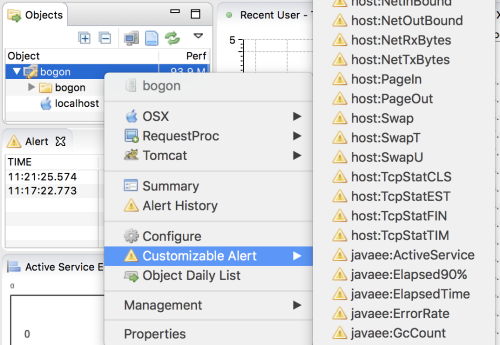 Objects
Recent User - T
Object
Perf
bogon
93.9 M
bogon
localhost
5
Alert
TIME
11:21:25.574
11:17:22.773
Active Service E
0
0
bogon
OSX
RequestProc
Tomcat
Summary
Alert History
Configure
Customizable Alert
Object Daily List
Management
Properties
host:NetInBound
host:NetOutBound
host:NetRxBytes
host:NetTxBytes
host:PageIn
host:PageOut
host:Swap
host:SwapT
host:SwapU
host:TcpStatCLS
host:TcpStatEST
host:TcpStatFIN
host:TcpStatTIM
javaee:ActiveService
javaee:Elapsed90%
javaee:ElapsedTime
javaee:ErrorRate
javaee:GcCount